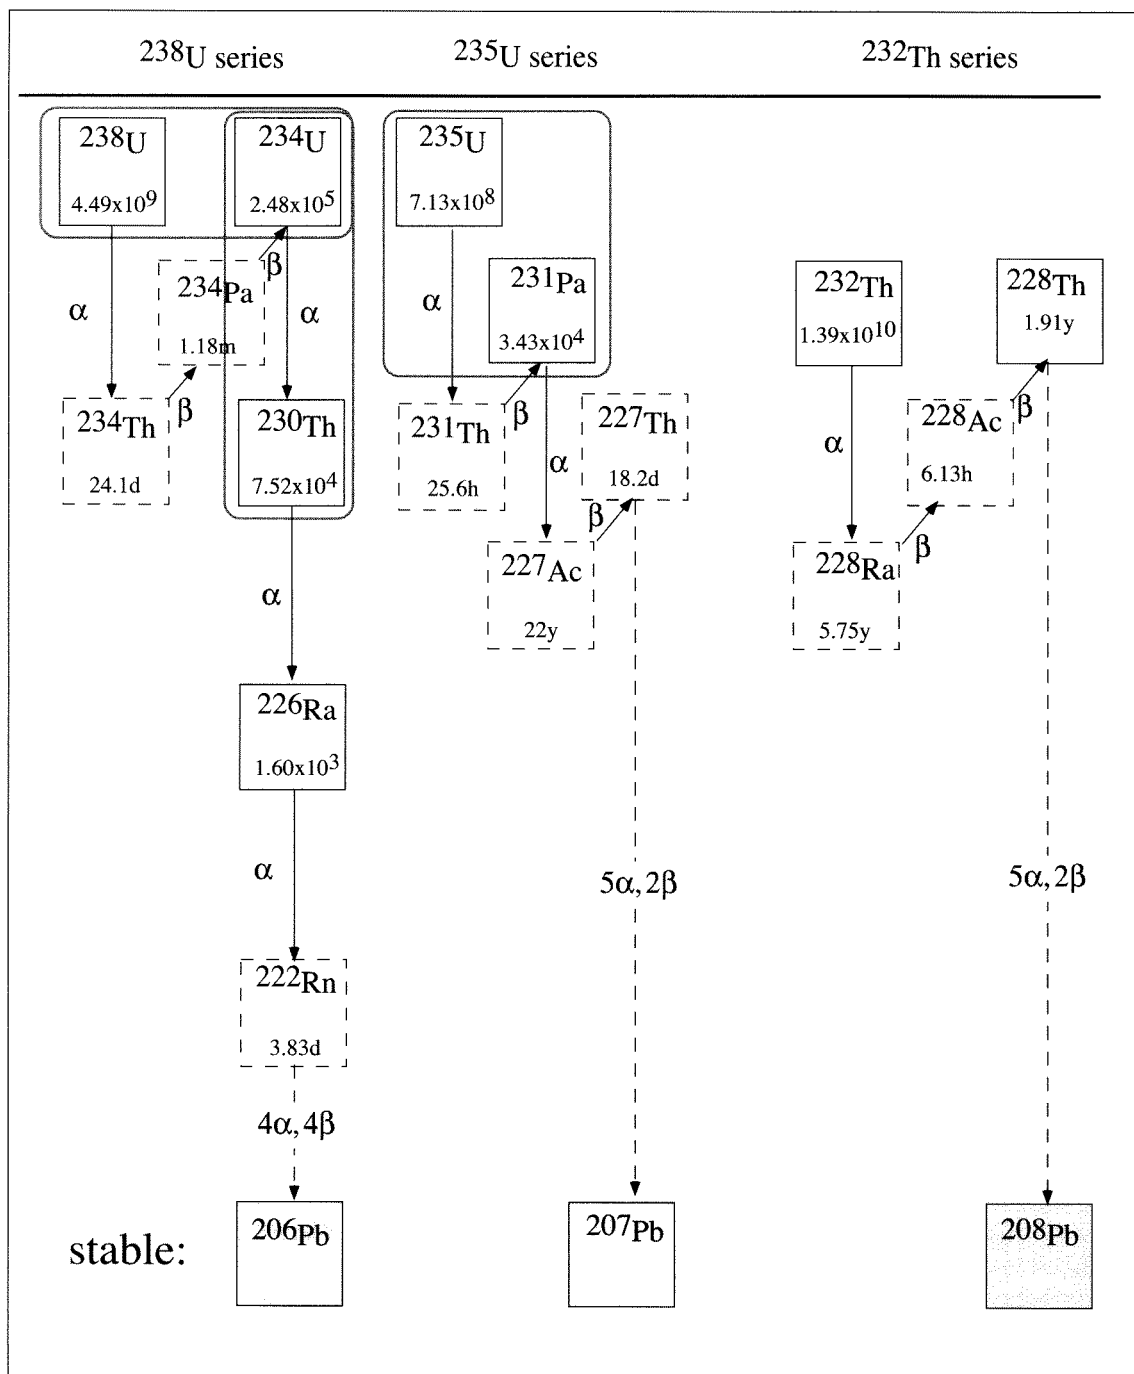 238U series 235U series 232Th series
238U 234U 235U
4.49x10^9 2.48x10^5 7.13x10^8
β
234Pa 231Pa 232Th 228Th
α α α
1.18m 3.43x10^4 1.39x10^10 1.91y
β β β
234Th 230Th 231Th 227Th 228Ac
α α
24.1d 7.52x10^4 25.6h 18.2d 6.13h
β β
227Ac 228Ra
α
22y 5.75y
226Ra
1.60x10^3
α 5α, 2β 5α, 2β
222Rn
3.83d
4α, 4β
stable: 206Pb 207Pb 208Pb